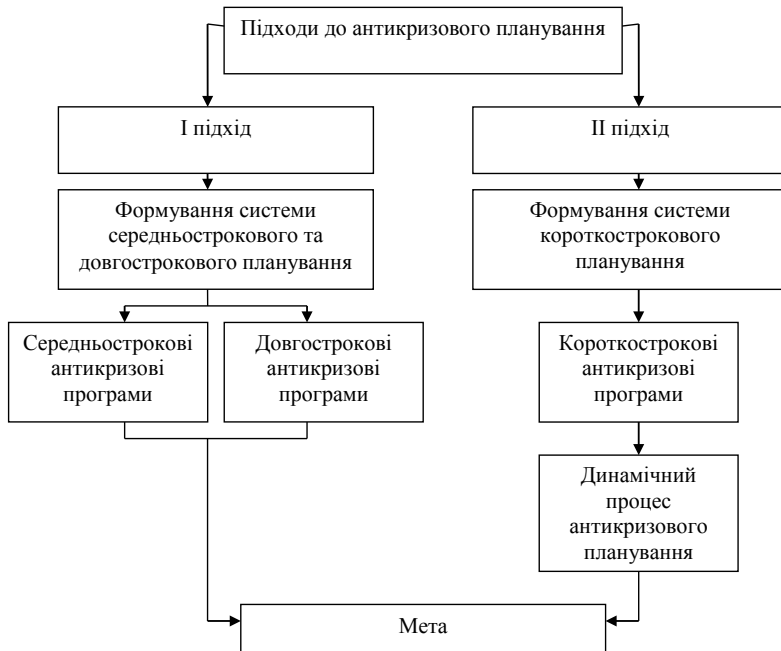 Підходи до антикризового планування
І підхід
ІІ підхід
Формування системи
середньострокового та
довгострокового планування
Формування системи
короткострокового
планування
Середньострокові
антикризові
програми
Довгострокові
антикризові
програми
Короткострокові
антикризові
програми
Динамічний
процес
антикризового
планування
Мета